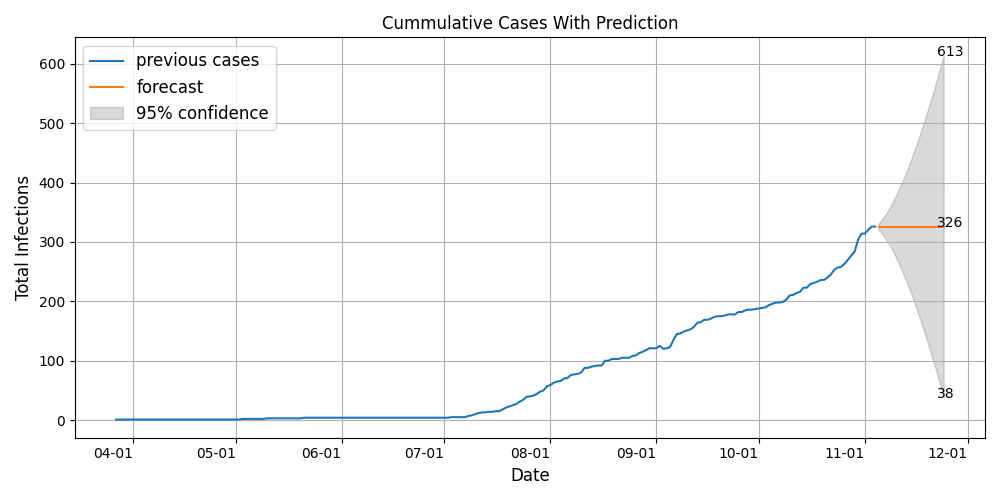 Cummulative Cases With Prediction
previous cases
forecast
95% confidence
613
326
38
Total Infections
600
500
400
300
200
100
0
04-01 05-01 06-01 07-01 08-01 09-01 10-01 11-01 12-01
Date